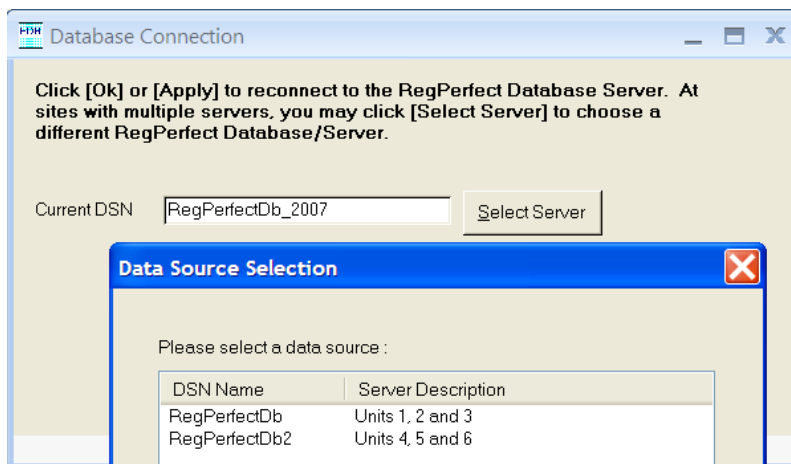 EDH Database Connection
Click [Ok] or [Apply] to reconnect to the RegPerfect Database Server. At
sites with multiple servers, you may click [Select Server] to choose a
different RegPerfect Database/Server.
Current DSN RegPerfectDb_2007 Select Server
Data Source Selection
Please select a data source :
DSN Name Server Description
RegPerfectDb Units 1, 2 and 3
RegPerfectDb2 Units 4, 5 and 6